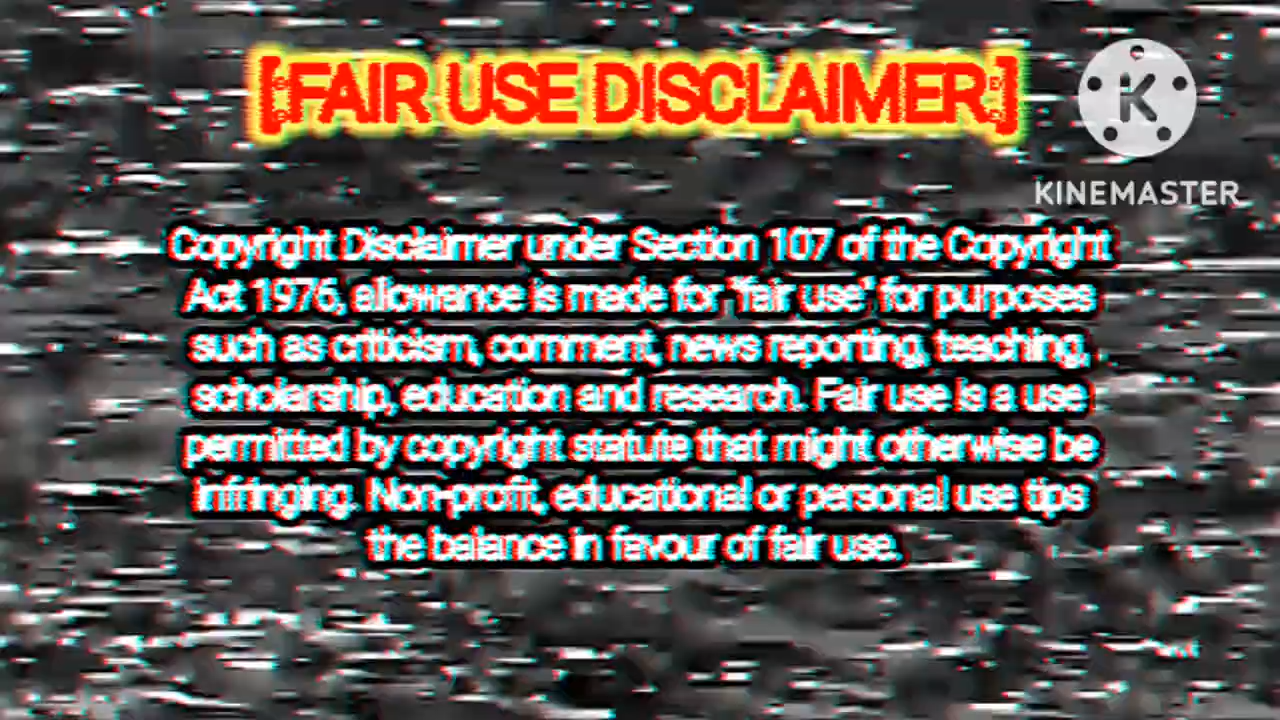 [:FAIR USE DISCLAIMER:]
K
KINEMASTER
Copyright Disclaimer under Section 107 of the Copyright
Act 1976, allowance is made for "fair use" for purposes
such as criticism, comment, news reporting, teaching,
scholarship, education and research. Fair use is a use
permitted by copyright statute that might otherwise be
infringing. Non-profit, educational or personal use tips
the balance in favour of fair use.